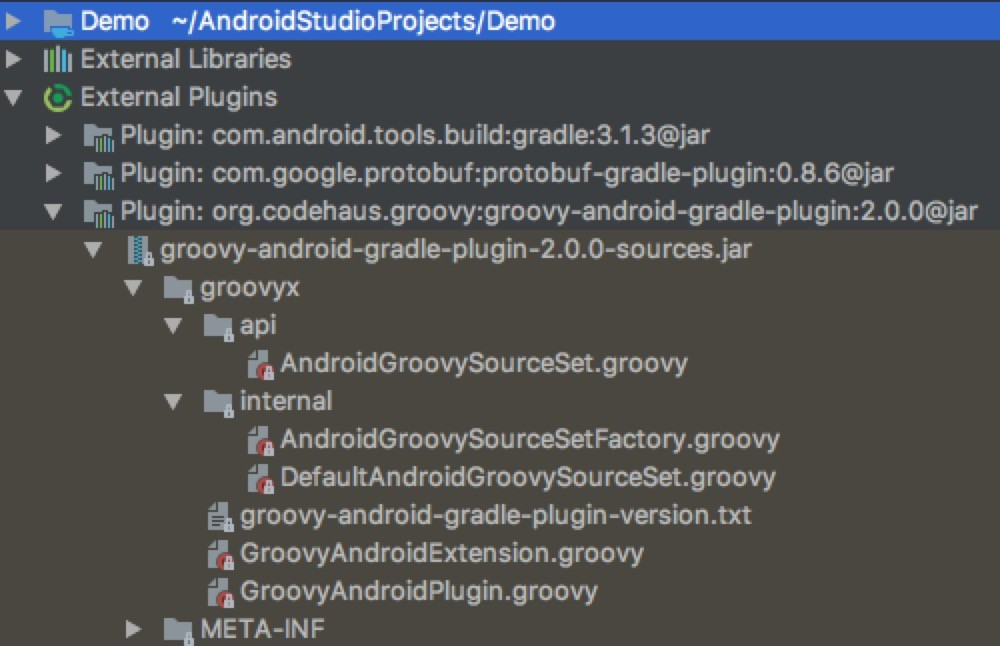 Demo ~/AndroidStudioProjects/Demo
External Libraries
External Plugins
Plugin: com.android.tools.build:gradle:3.1.3@jar
Plugin: com.google.protobuf:protobuf-gradle-plugin:0.8.6@jar
Plugin: org.codehaus.groovy:groovy-android-gradle-plugin:2.0.0@jar
groovy-android-gradle-plugin-2.0.0-sources.jar
groovyx
api
AndroidGroovySourceSet.groovy
internal
AndroidGroovySourceSetFactory.groovy
DefaultAndroidGroovySourceSet.groovy
groovy-android-gradle-plugin-version.txt
GroovyAndroidExtension.groovy
GroovyAndroidPlugin.groovy
META-INF